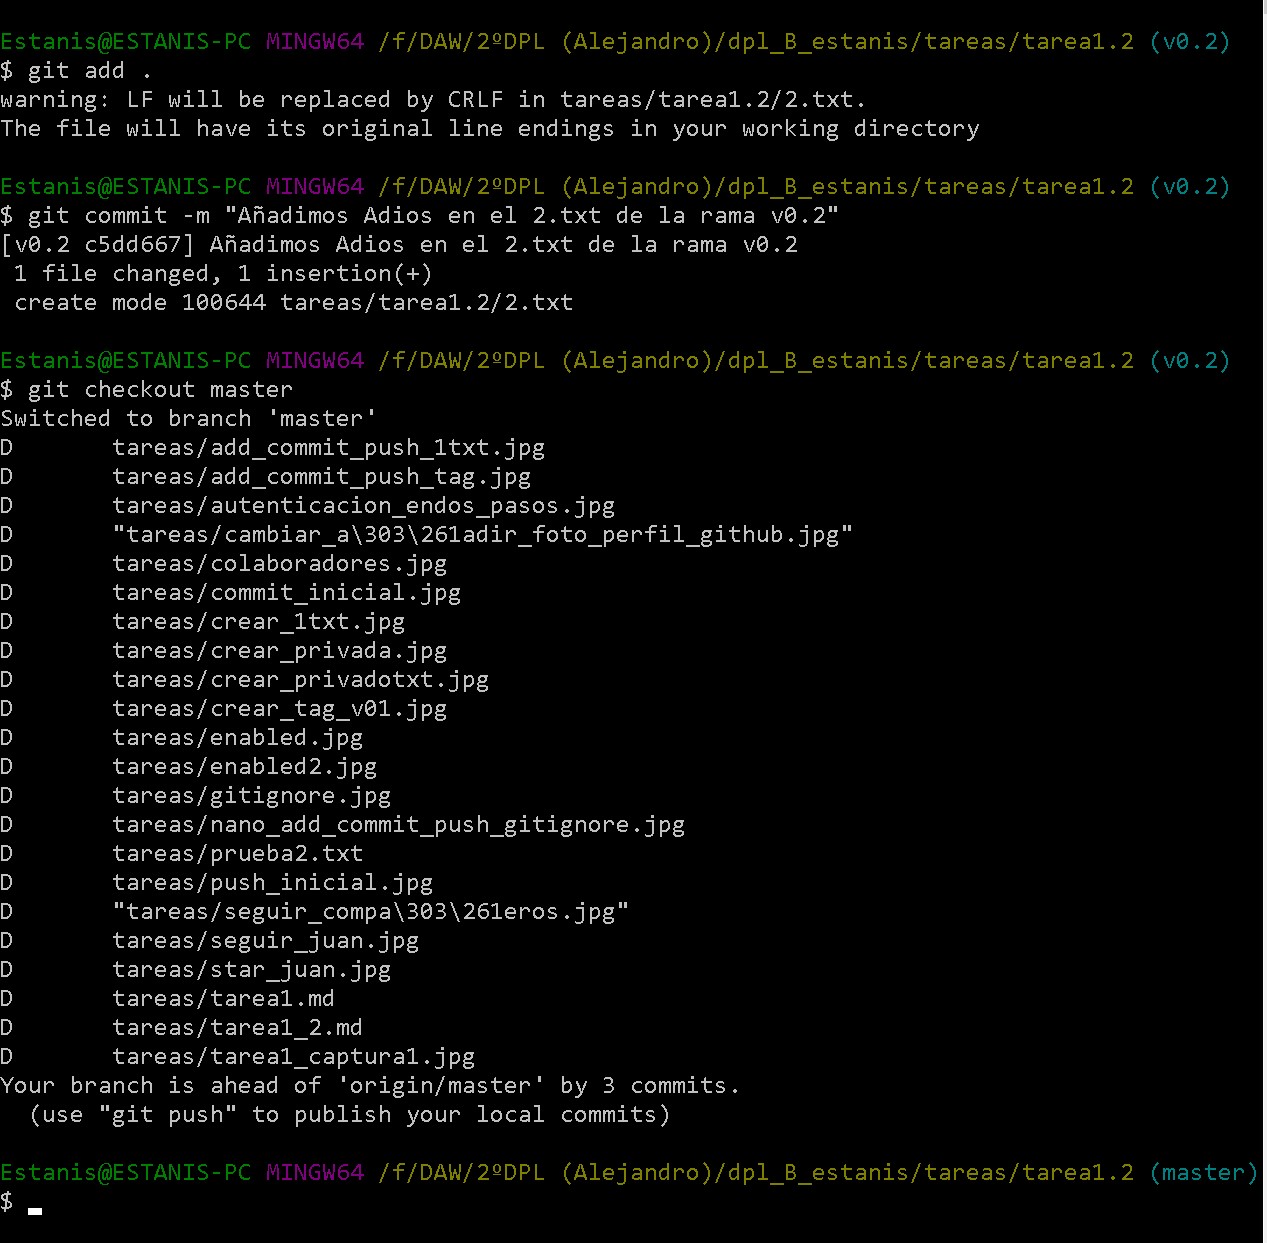 Estanis@ESTANIS-PC MINGW64 /f/DAW/2ºDPL (Alejandro)/dpl_B_estanis/tareas/tarea1.2 (v0.2)
$ git add .
warning: LF will be replaced by CRLF in tareas/tarea1.2/2.txt.
The file will have its original line endings in your working directory
Estanis@ESTANIS-PC MINGW64 /f/DAW/2ºDPL (Alejandro)/dpl_B_estanis/tareas/tarea1.2 (v0.2)
$ git commit -m "Añadimos Adios en el 2.txt de la rama v0.2"
[v0.2 c5dd667] Añadimos Adios en el 2.txt de la rama v0.2
 1 file changed, 1 insertion(+)
 create mode 100644 tareas/tarea1.2/2.txt
Estanis@ESTANIS-PC MINGW64 /f/DAW/2ºDPL (Alejandro)/dpl_B_estanis/tareas/tarea1.2 (v0.2)
$ git checkout master
Switched to branch 'master'
D       tareas/add_commit_push_1txt.jpg
D       tareas/add_commit_push_tag.jpg
D       tareas/autenticacion_endos_pasos.jpg
D       "tareas/cambiar_a\303\261adir_foto_perfil_github.jpg"
D       tareas/colaboradores.jpg
D       tareas/commit_inicial.jpg
D       tareas/crear_1txt.jpg
D       tareas/crear_privada.jpg
D       tareas/crear_privadotxt.jpg
D       tareas/crear_tag_v01.jpg
D       tareas/enabled.jpg
D       tareas/enabled2.jpg
D       tareas/gitignore.jpg
D       tareas/nano_add_commit_push_gitignore.jpg
D       tareas/prueba2.txt
D       tareas/push_inicial.jpg
D       "tareas/seguir_compa\303\261eros.jpg"
D       tareas/seguir_juan.jpg
D       tareas/star_juan.jpg
D       tareas/tarea1.md
D       tareas/tarea1_2.md
D       tareas/tarea1_captura1.jpg
Your branch is ahead of 'origin/master' by 3 commits.
  (use "git push" to publish your local commits)
Estanis@ESTANIS-PC MINGW64 /f/DAW/2ºDPL (Alejandro)/dpl_B_estanis/tareas/tarea1.2 (master)
$